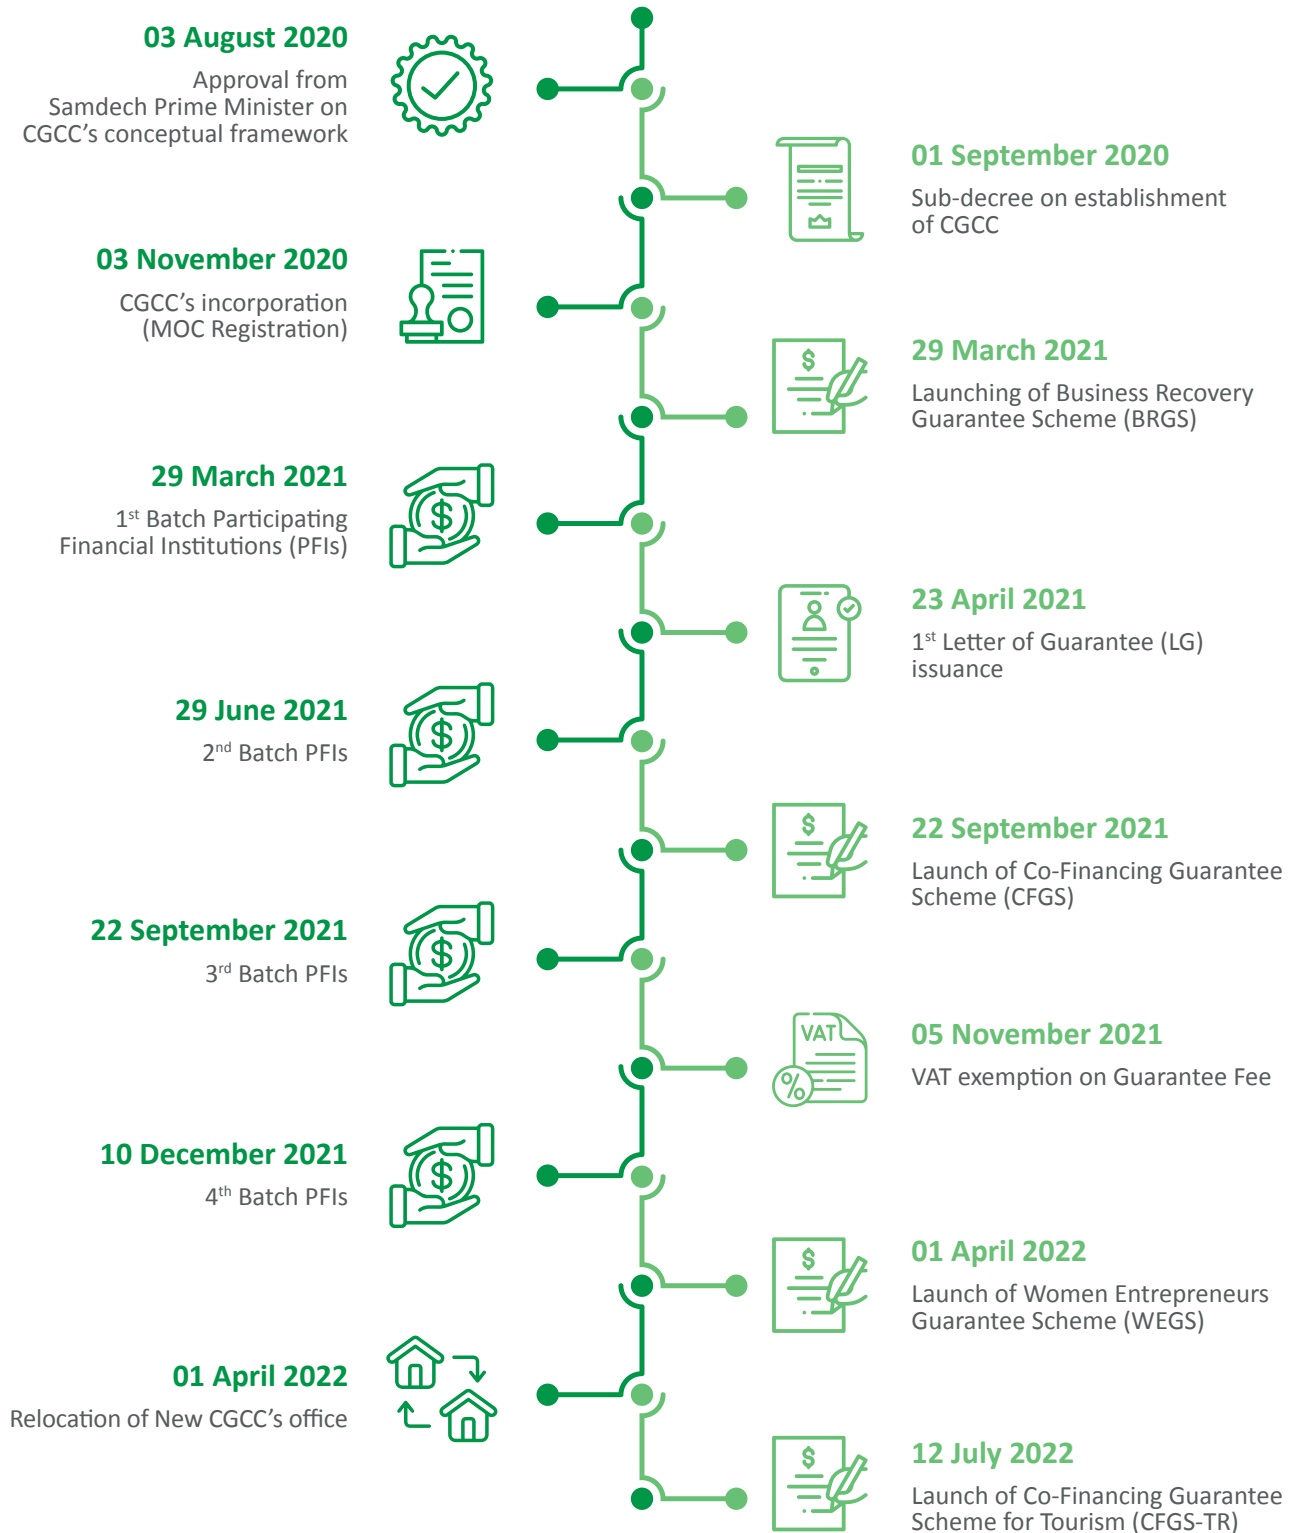 03 August 2020
Approval from
Samdech Prime Minister on
CGCC’s conceptual framework
01 September 2020
Sub-decree on establishment
of CGCC
03 November 2020
CGCC’s incorporation
(MOC Registration)
29 March 2021
Launching of Business Recovery
Guarantee Scheme (BRGS)
29 March 2021
1st Batch Participating
Financial Institutions (PFIs)
23 April 2021
1st Letter of Guarantee (LG)
issuance
29 June 2021
2nd Batch PFIs
22 September 2021
Launch of Co-Financing Guarantee
Scheme (CFGS)
22 September 2021
3rd Batch PFIs
VAT
%
05 November 2021
VAT exemption on Guarantee Fee
10 December 2021
4th Batch PFIs
01 April 2022
Launch of Women Entrepreneurs
Guarantee Scheme (WEGS)
01 April 2022
Relocation of New CGCC’s office
12 July 2022
Launch of Co-Financing Guarantee
Scheme for Tourism (CFGS-TR)